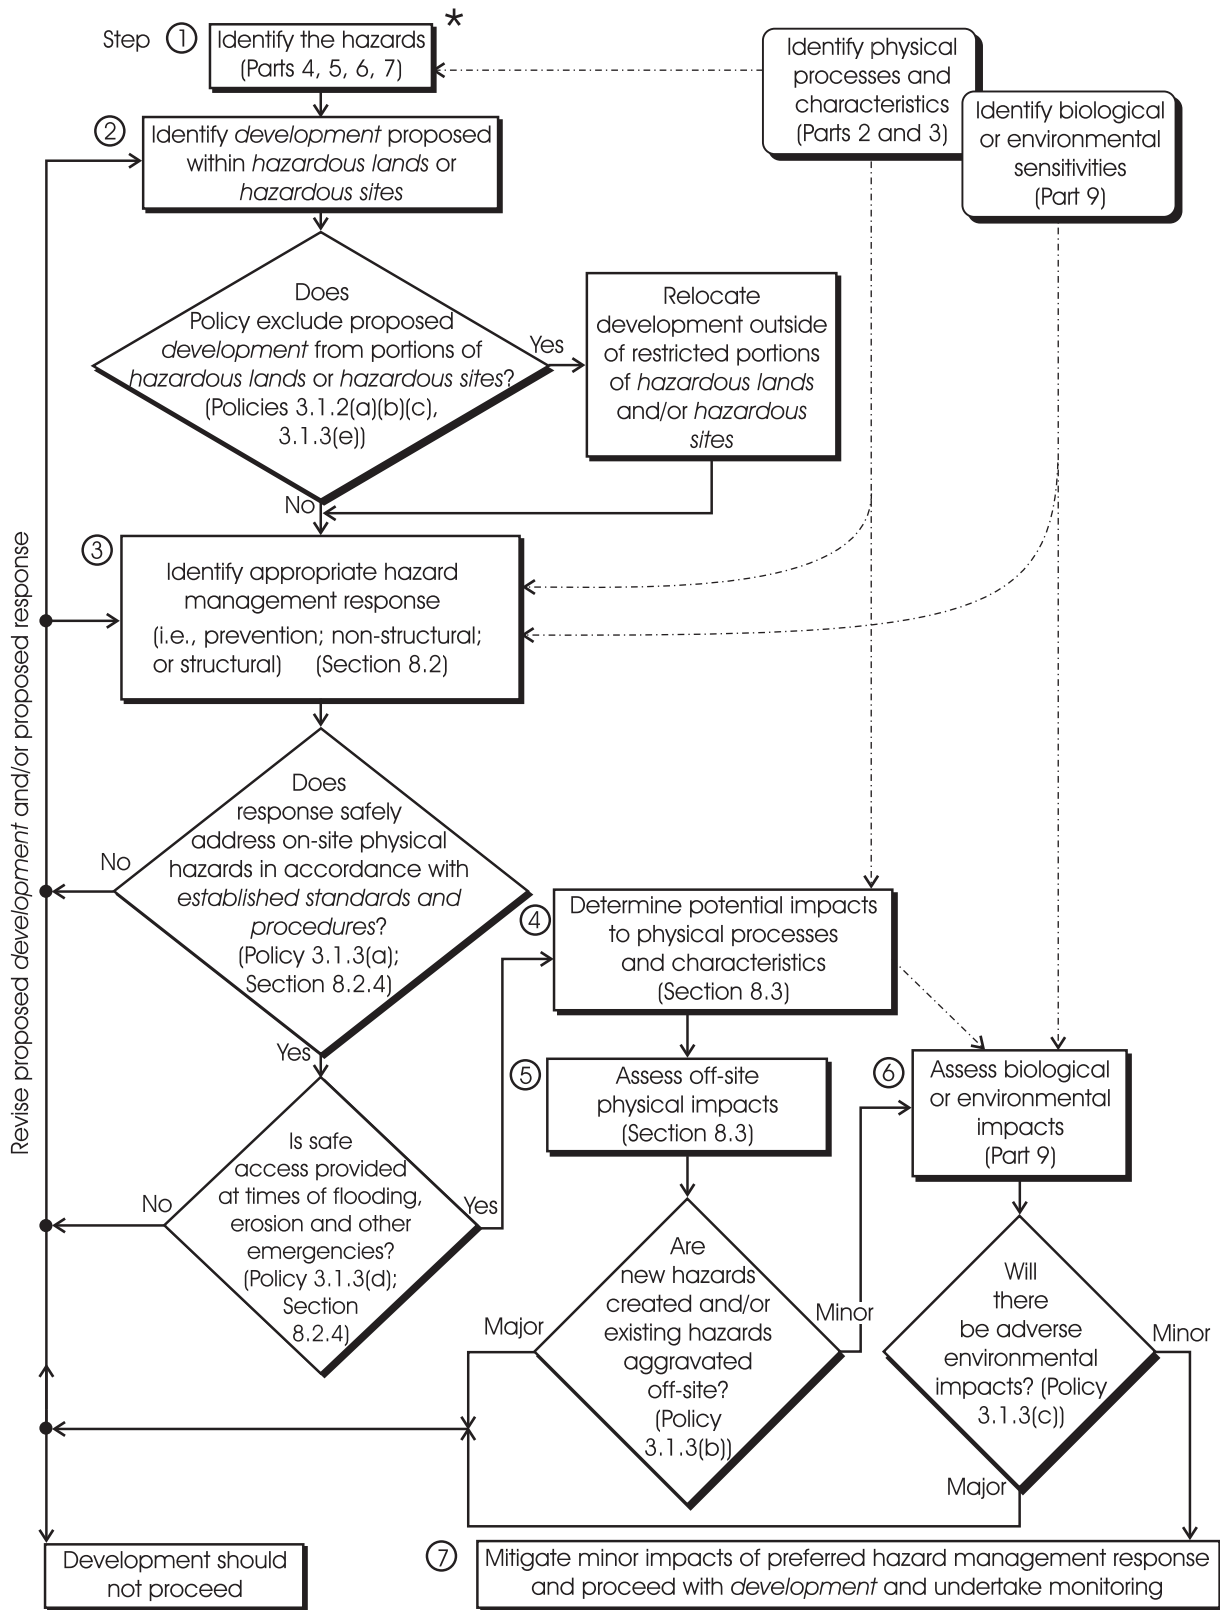 Step 1
Identify the hazards
(Parts 4, 5, 6, 7)
*
Identify physical
processes and
characteristics
(Parts 2 and 3)
Identify biological
or environmental
sensitivities
(Part 9)
2
Identify development proposed
within hazardous lands or
hazardous sites
Does
Policy exclude proposed
development from portions of
hazardous lands or hazardous sites?
(Policies 3.1.2(a)(b)(c),
3.1.3(e))
Yes
Relocate
development outside
of restricted portions
of hazardous lands
and/or hazardous
sites
No
3
Identify appropriate hazard
management response
(i.e., prevention; non-structural;
or structural) (Section 8.2)
Revise proposed development and/or proposed response
Does
response safely
address on-site physical
hazards in accordance with
established standards and
procedures?
(Policy 3.1.3(a);
Section 8.2.4)
No
Yes
4
Determine potential impacts
to physical processes
and characteristics
(Section 8.3)
Is safe
access provided
at times of flooding,
erosion and other
emergencies?
(Policy 3.1.3(d);
Section
8.2.4)
No
Yes
5
Assess off-site
physical impacts
(Section 8.3)
6
Assess biological
or environmental
impacts
(Part 9)
Are
new hazards
created and/or
existing hazards
aggravated
off-site?
(Policy
3.1.3(b))
Major
Minor
Will
there
be adverse
environmental
impacts? (Policy
3.1.3(c))
Minor
Major
Development should
not proceed
7
Mitigate minor impacts of preferred hazard management response
and proceed with development and undertake monitoring